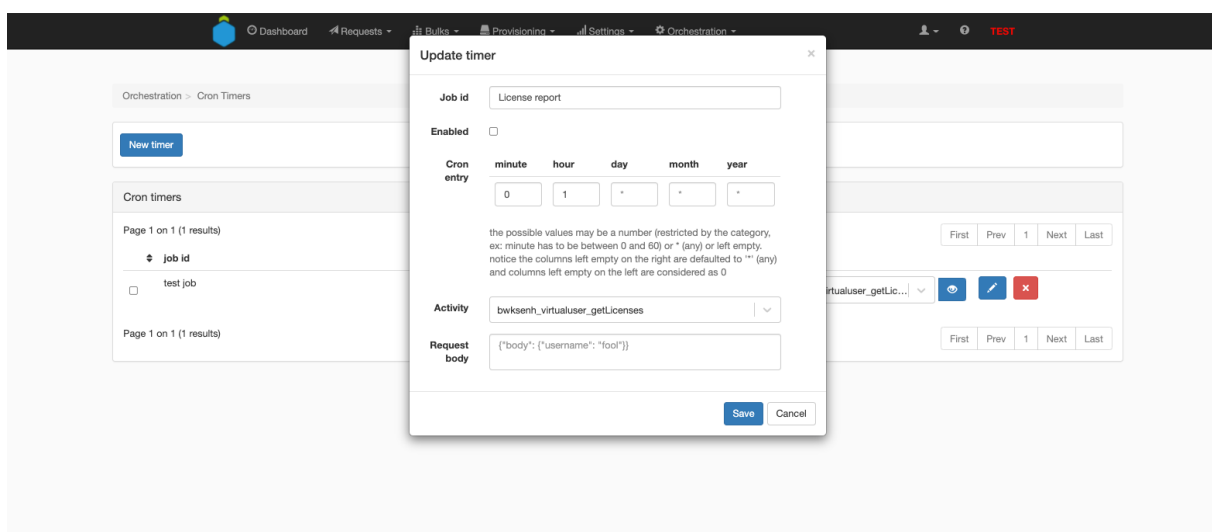 Dashboard Requests Bulks Provisioning Settings Orchestration TEST
Orchestration > Cron Timers
New timer
Cron timers
Page 1 on 1 (1 results)
First Prev 1 Next Last
job id
test job
irtualuser_getLic...
Page 1 on 1 (1 results)
First Prev 1 Next Last
Update timer ×
Job id License report
Enabled
Cron entry minute hour day month year
0 1 * * *
the possible values may be a number (restricted by the category,
ex: minute has to be between 0 and 60) or * (any) or left empty.
notice the columns left empty on the right are defaulted to '*' (any)
and columns left empty on the left are considered as 0
Activity bwksenh_virtualuser_getLicenses
Request body {"body": {"username": "fool"}}
Save Cancel